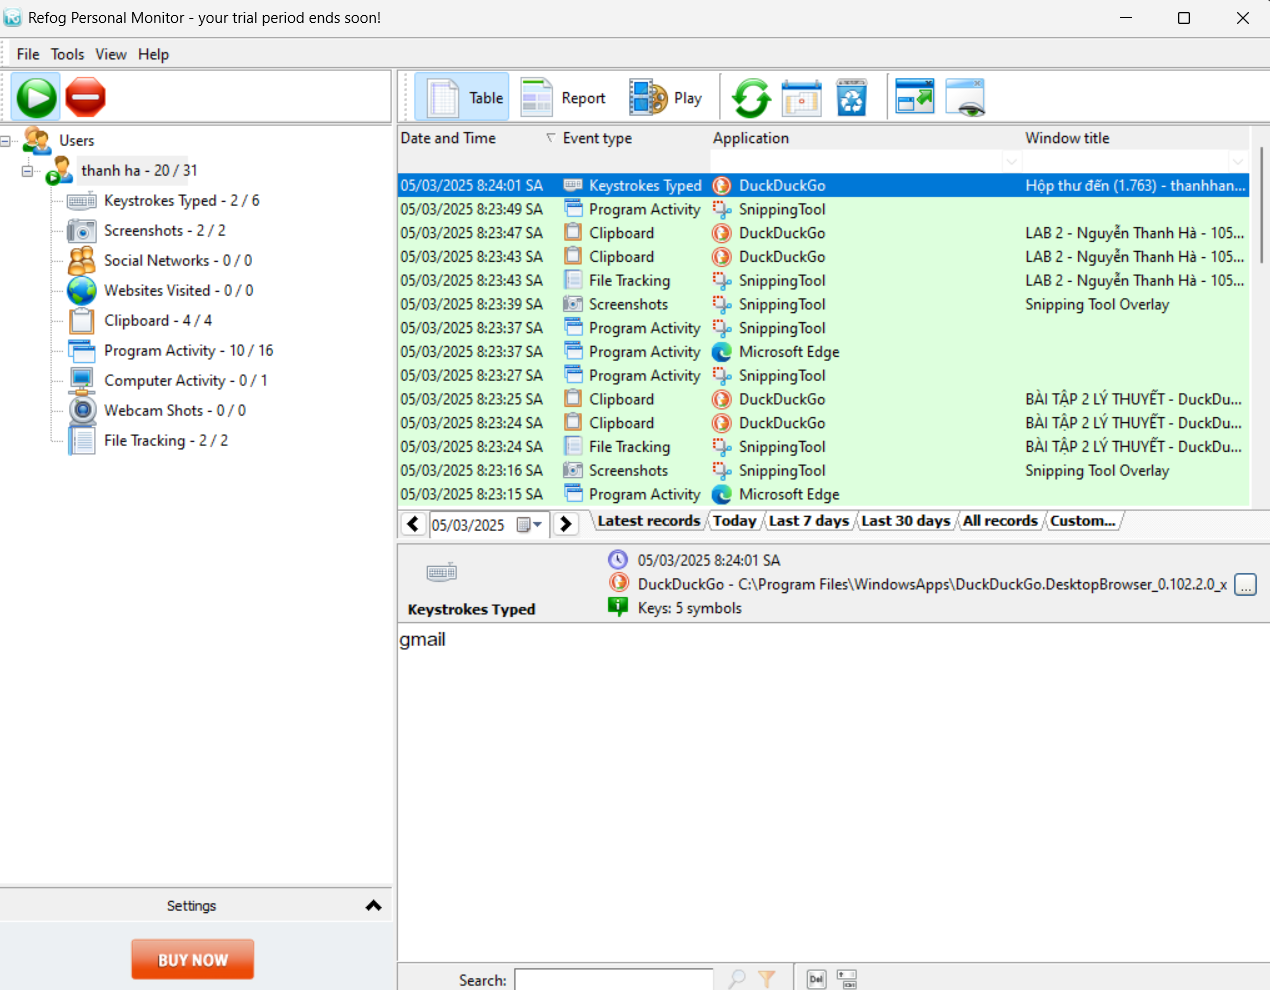 Refog Personal Monitor - your trial period ends soon!
File Tools View Help
Table Report Play
Users
thanh ha - 20 / 31
Keystrokes Typed - 2 / 6
Screenshots - 2 / 2
Social Networks - 0 / 0
Websites Visited - 0 / 0
Clipboard - 4 / 4
Program Activity - 10 / 16
Computer Activity - 0 / 1
Webcam Shots - 0 / 0
File Tracking - 2 / 2
Settings
BUY NOW
Date and Time Event type Application Window title
05/03/2025 8:24:01 SA Keystrokes Typed DuckDuckGo Hộp thư đến (1.763) - thanhhan...
05/03/2025 8:23:49 SA Program Activity SnippingTool
05/03/2025 8:23:47 SA Clipboard DuckDuckGo LAB 2 - Nguyễn Thanh Hà - 105...
05/03/2025 8:23:43 SA Clipboard DuckDuckGo LAB 2 - Nguyễn Thanh Hà - 105...
05/03/2025 8:23:43 SA File Tracking SnippingTool LAB 2 - Nguyễn Thanh Hà - 105...
05/03/2025 8:23:39 SA Screenshots SnippingTool Snipping Tool Overlay
05/03/2025 8:23:37 SA Program Activity SnippingTool
05/03/2025 8:23:37 SA Program Activity Microsoft Edge
05/03/2025 8:23:27 SA Program Activity SnippingTool
05/03/2025 8:23:25 SA Clipboard DuckDuckGo BÀI TẬP 2 LÝ THUYẾT - DuckDu...
05/03/2025 8:23:24 SA Clipboard DuckDuckGo BÀI TẬP 2 LÝ THUYẾT - DuckDu...
05/03/2025 8:23:24 SA File Tracking SnippingTool BÀI TẬP 2 LÝ THUYẾT - DuckDu...
05/03/2025 8:23:16 SA Screenshots SnippingTool Snipping Tool Overlay
05/03/2025 8:23:15 SA Program Activity Microsoft Edge
05/03/2025 Latest records Today Last 7 days Last 30 days All records Custom...
Keystrokes Typed
05/03/2025 8:24:01 SA
DuckDuckGo - C:\Program Files\WindowsApps\DuckDuckGo.DesktopBrowser_0.102.2.0_x ...
Keys: 5 symbols
gmail
Search: Del